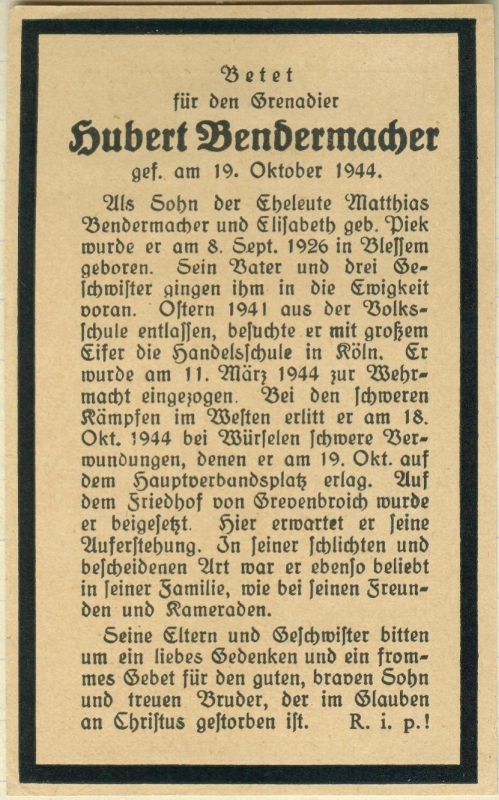 Betet
für den Grenadier
Hubert Bendermacher
gef. am 19. Oktober 1944.
Als Sohn der Eheleute Matthias
Bendermacher und Elisabeth geb. Piek
wurde er am 8. Sept. 1926 in Blessem
geboren. Sein Vater und drei Ge-
schwister gingen ihm in die Ewigkeit
voran. Ostern 1941 aus der Volks-
schule entlassen, besuchte er mit großem
Eifer die Handelsschule in Köln. Er
wurde am 11. März 1944 zur Wehr-
macht eingezogen. Bei den schweren
Kämpfen im Westen erlitt er am 18.
Okt. 1944 bei Würselen schwere Ver-
wundungen, denen er am 19. Okt. auf
dem Hauptverbandsplatz erlag. Auf
dem Friedhof von Grevenbroich wurde
er beigesetzt. Hier erwartet er seine
Auferstehung. In seiner schlichten und
bescheidenen Art war er ebenso beliebt
in seiner Familie, wie bei seinen Freun-
den und Kameraden.
Seine Eltern und Geschwister bitten
um ein liebes Gedenken und ein from-
mes Gebet für den guten, braven Sohn
und treuen Bruder, der im Glauben
an Christus gestorben ist. R. i. p.!